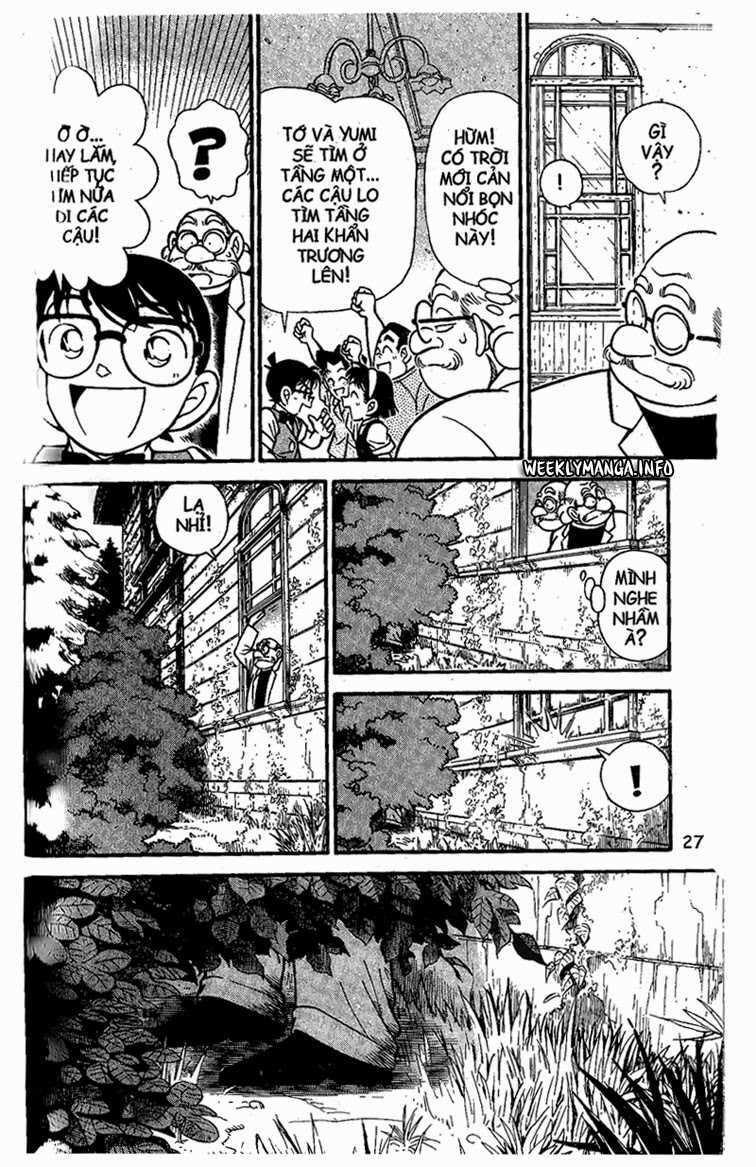 Ờ Ờ...
HAY LẮM,
TIẾP TỤC
TÌM NỮA
ĐI CÁC
CẬU!
?
TỚ VÀ YUMI
SẼ TÌM Ở
TẦNG MỘT...
CÁC CẬU LO
TÌM TẦNG
HAI KHẨN
TRƯƠNG
LÊN!
HỪM!
CÓ TRỜI
MỚI CẢN
NỔI BỌN
NHÓC
NÀY!
!
GÌ
VẬY
?
WEEKLYMANGA.INFO
LẠ
NHỈ!
MÌNH
NGHE
NHẦM
À?
!
27